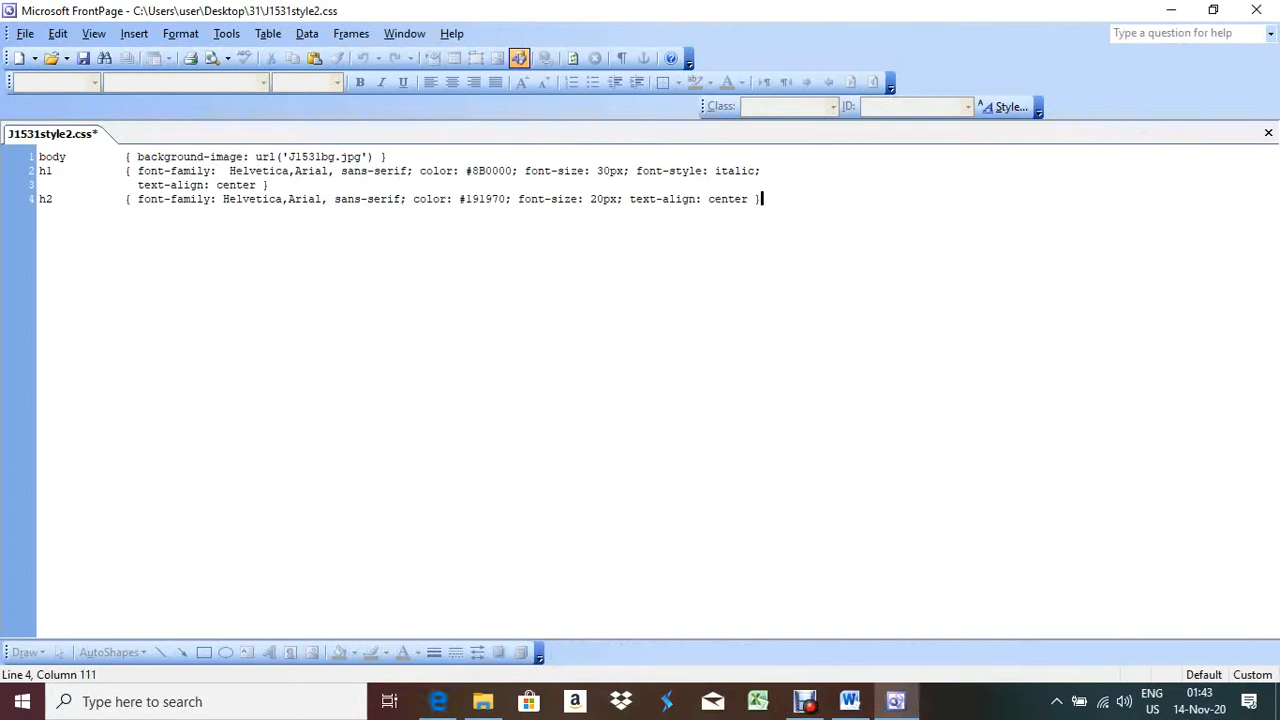 Microsoft FrontPage - C:\Users\user\Desktop\31\J1531style2.css
File Edit View Insert Format Tools Table Data Frames Window Help
Type a question for help
B I U
Class: ID: Style...
J1531style2.css*
1 body { background-image: url('J1531bg.jpg') }
2 h1 { font-family: Helvetica,Arial, sans-serif; color: #8B0000; font-size: 30px; font-style: italic;
3 text-align: center }
4 h2 { font-family: Helvetica,Arial, sans-serif; color: #191970; font-size: 20px; text-align: center }
Draw AutoShapes
Line 4, Column 111
Default Custom
Type here to search
ENG
US
01:43
14-Nov-20